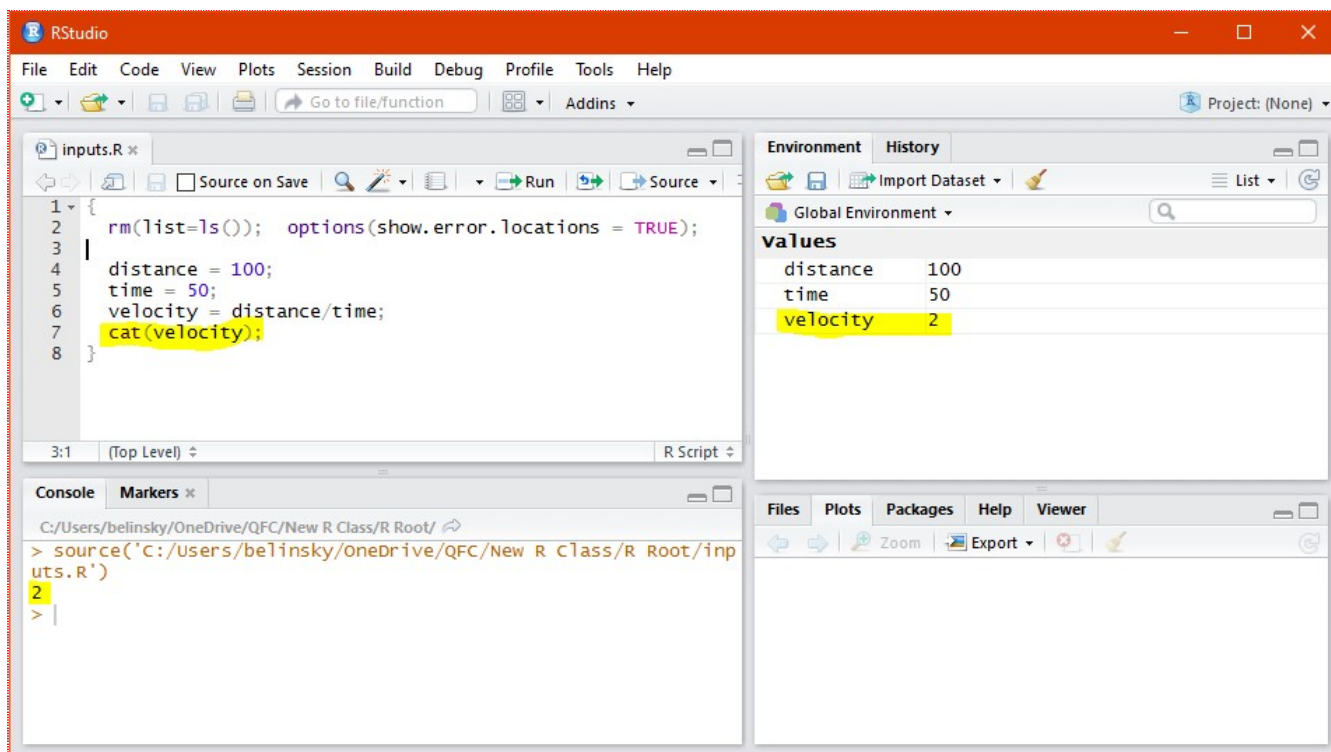 RStudio
File Edit Code View Plots Session Build Debug Profile Tools Help
Go to file/function Addins Project: (None)
inputs.R
Source on Save Run Source
1 {
2 rm(list=ls()); options(show.error.locations = TRUE);
3
4 distance = 100;
5 time = 50;
6 velocity = distance/time;
7 cat(velocity);
8 }
3:1 (Top Level) R Script
Console Markers
C:/Users/belinsky/OneDrive/QFC/New R Class/R Root/
> source('C:/Users/belinsky/OneDrive/QFC/New R Class/R Root/inp
uts.R')
2
>
Environment History
Import Dataset List
Global Environment
Values
distance 100
time 50
velocity 2
Files Plots Packages Help Viewer
Zoom Export